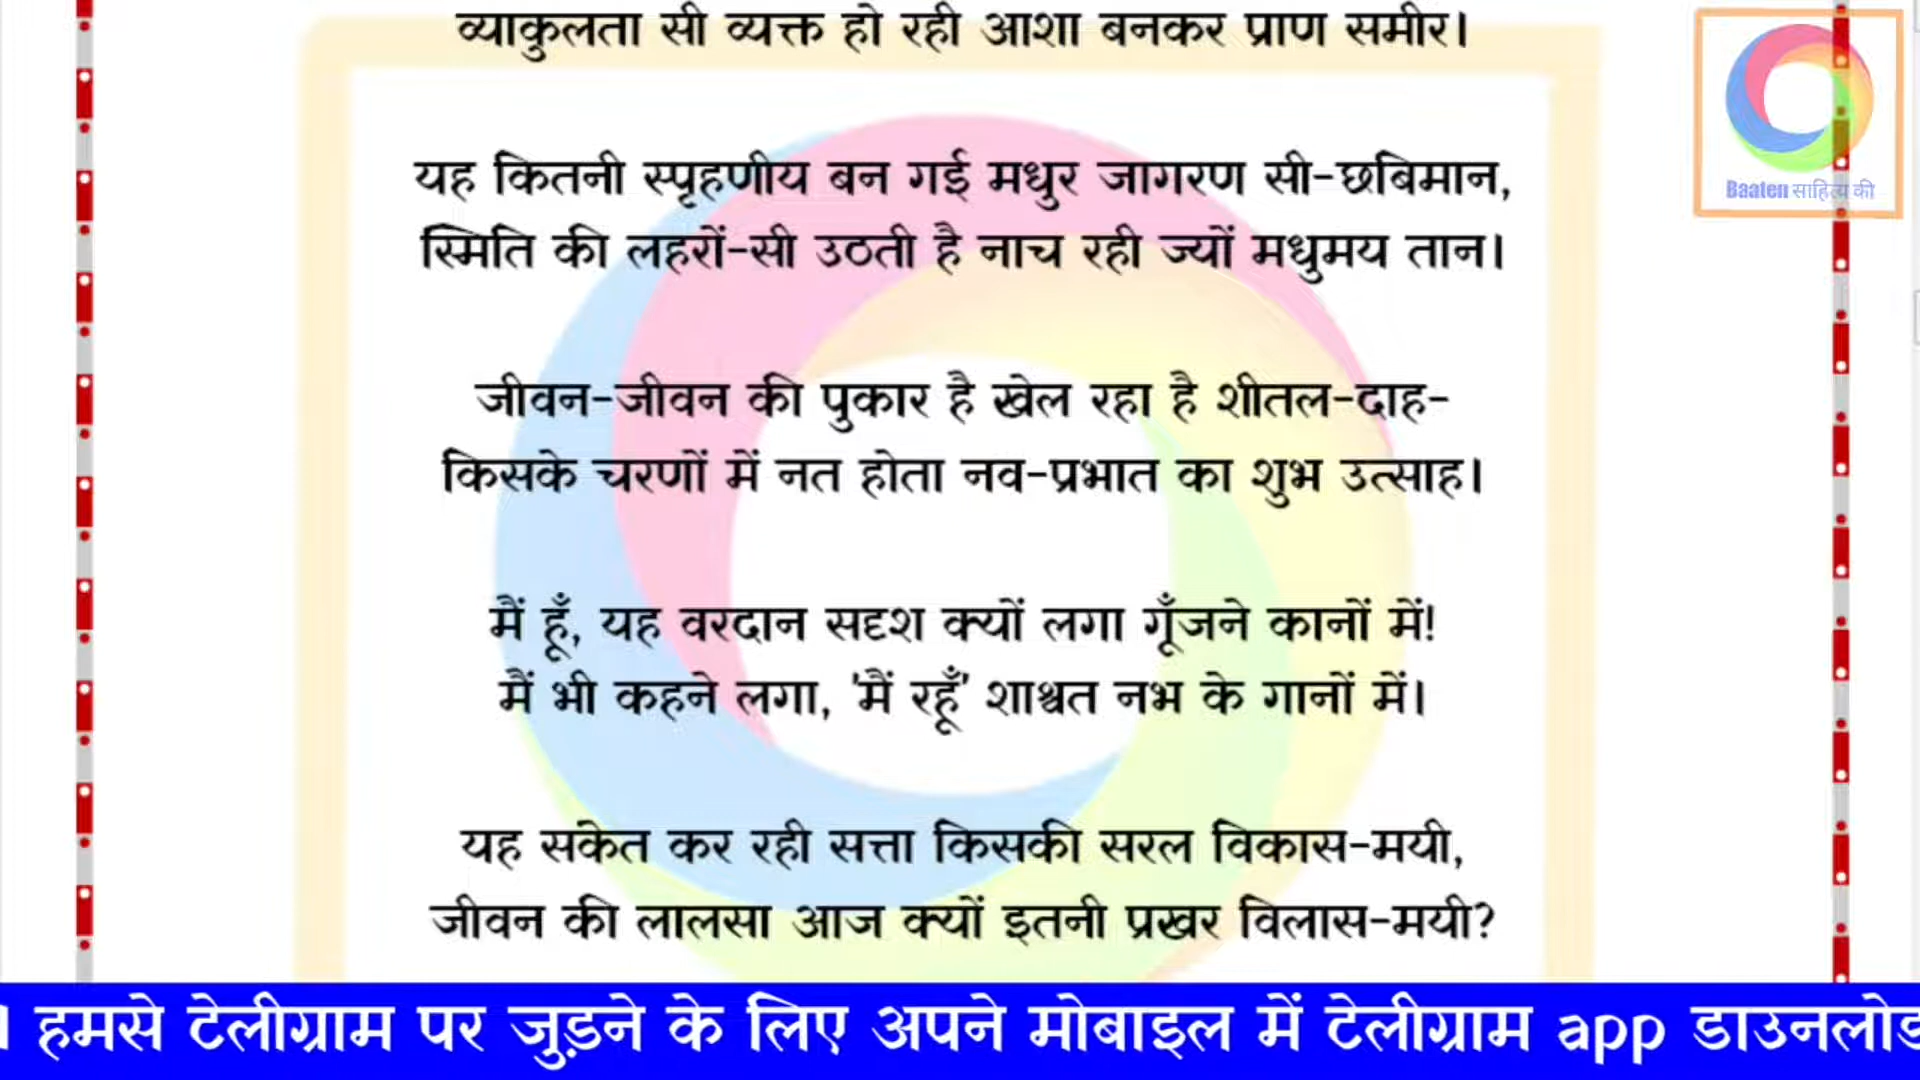 व्याकुलता सी व्यक्त हो रही आशा बनकर प्राण समीर।
यह कितनी स्पृहणीय बन गई मधुर जागरण सी-छबिमान,
स्मिति की लहरों-सी उठती है नाच रही ज्यों मधुमय तान।
जीवन-जीवन की पुकार है खेल रहा है शीतल-दाह-
किसके चरणों में नत होता नव-प्रभात का शुभ उत्साह।
मैं हूँ, यह वरदान सदृश क्यों लगा गूँजने कानों में!
मैं भी कहने लगा, 'मैं रहूँ' शाश्वत नभ के गानों में।
यह सकेत कर रही सत्ता किसकी सरल विकास-मयी,
जीवन की लालसा आज क्यों इतनी प्रखर विलास-मयी?
Baaten साहित्य की
। हमसे टेलीग्राम पर जुड़ने के लिए अपने मोबाइल में टेलीग्राम app डाउनलोड